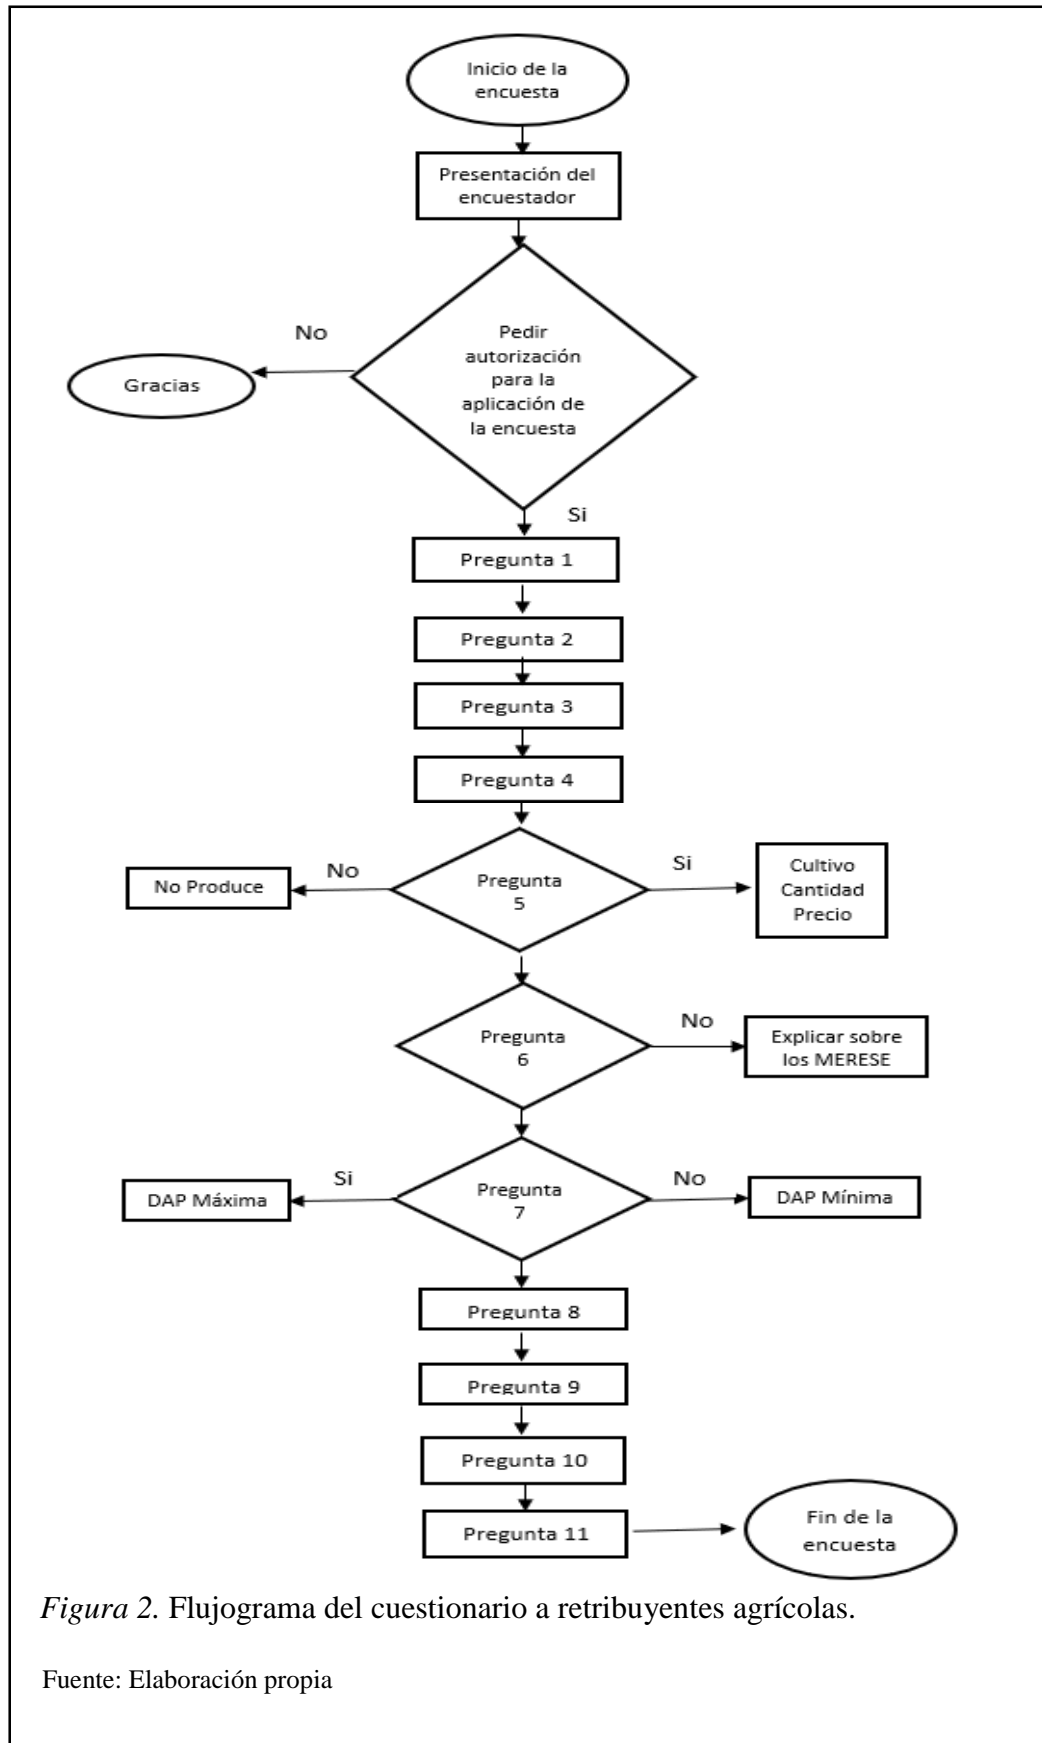 Inicio de la
encuesta
Presentación del
encuestador
Pedir
autorización
para la
aplicación de
la encuesta
No
Gracias
Si
Pregunta 1
Pregunta 2
Pregunta 3
Pregunta 4
Pregunta
5
No
No Produce
Si
Cultivo
Cantidad
Precio
Pregunta
6
No
Explicar sobre
los MERESE
Pregunta
7
Si
DAP Máxima
No
DAP Mínima
Pregunta 8
Pregunta 9
Pregunta 10
Pregunta 11
Fin de la
encuesta
Figura 2. Flujograma del cuestionario a retribuyentes agrícolas.
Fuente: Elaboración propia